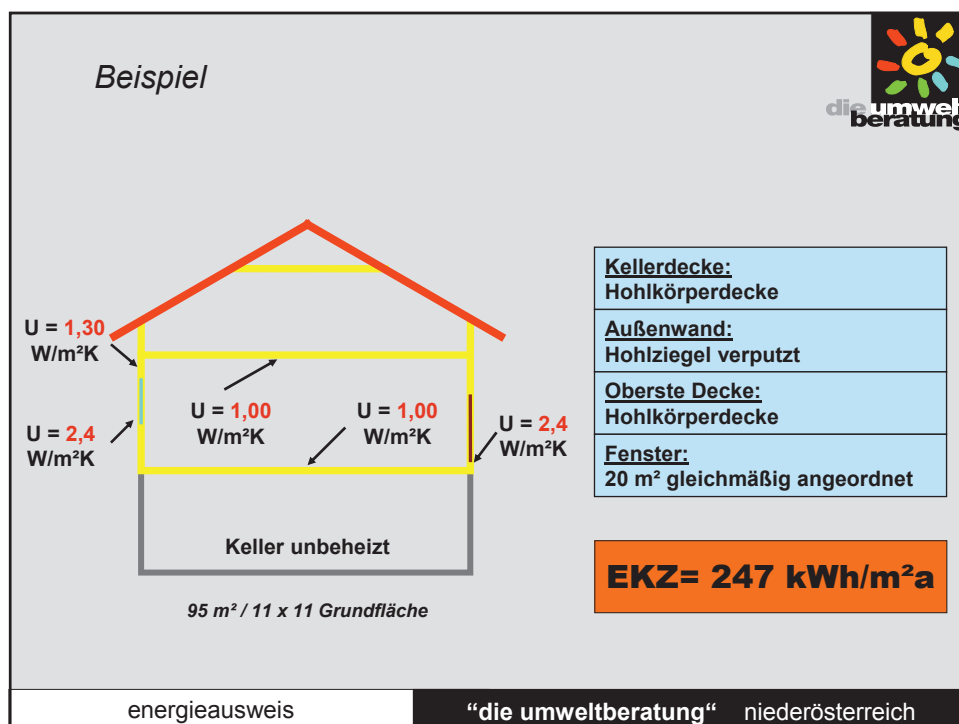 Beispiel
die umwelt
beratung
U = 1,30
W/m²K
U = 2,4
W/m²K
U = 1,00
W/m²K
U = 1,00
W/m²K
U = 2,4
W/m²K
Keller unbeheizt
95 m² / 11 x 11 Grundfläche
Kellerdecke:
Hohlkörperdecke
Außenwand:
Hohlziegel verputzt
Oberste Decke:
Hohlkörperdecke
Fenster:
20 m² gleichmäßig angeordnet
EKZ= 247 kWh/m²a
energieausweis
"die umweltberatung“ niederösterreich